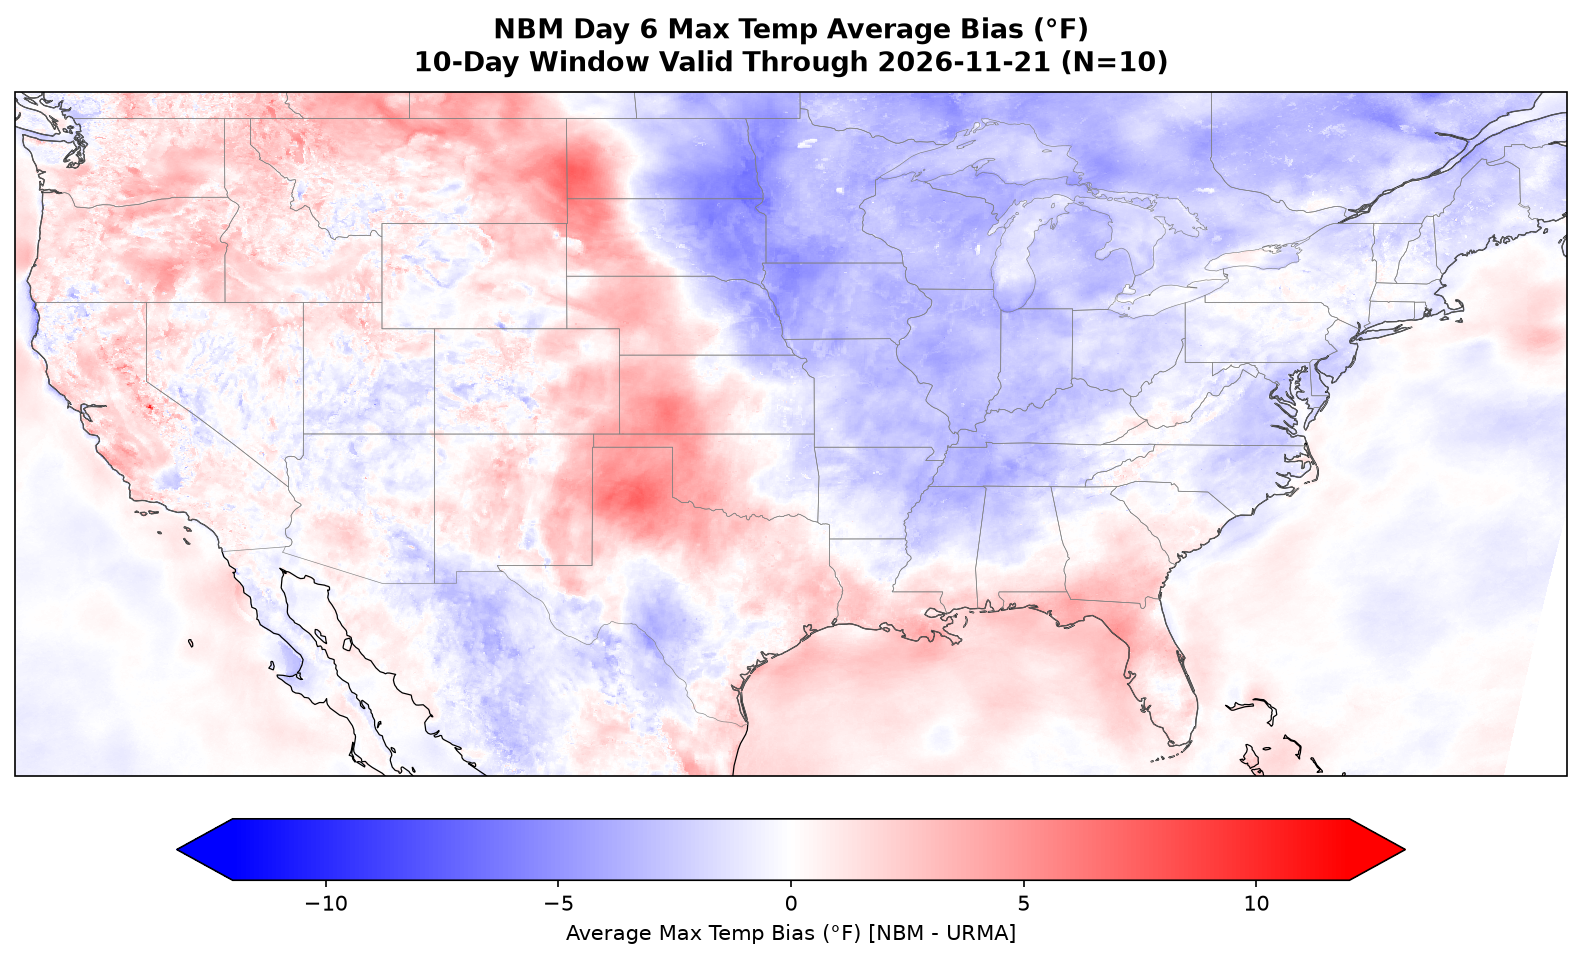 NBM Day 6 Max Temp Average Bias (°F)
10-Day Window Valid Through 2026-11-21 (N=10)
−10 −5 0 5 10
Average Max Temp Bias (°F) [NBM - URMA]